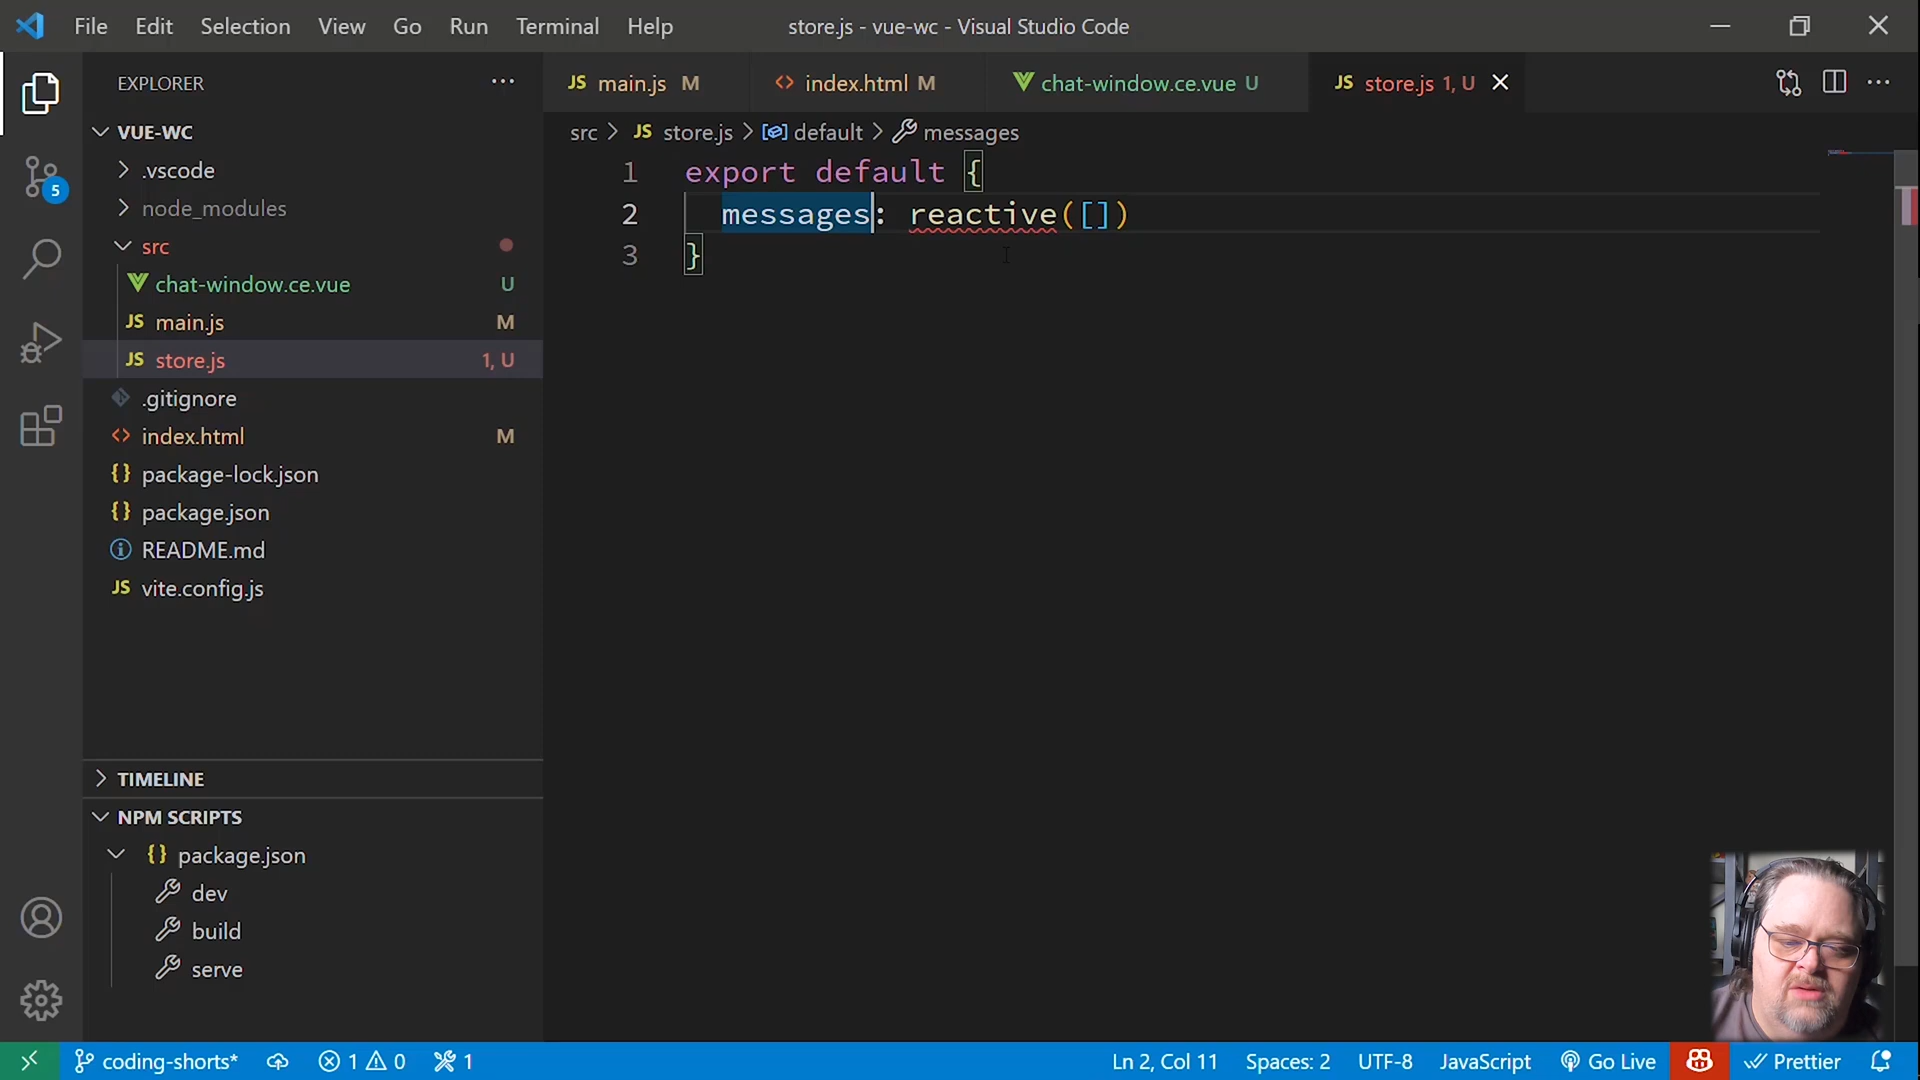 File Edit Selection View Go Run Terminal Help store.js - vue-wc - Visual Studio Code
EXPLORER
JS main.js M <> index.html M chat-window.ce.vue U JS store.js 1, U
src > JS store.js > default > messages
VUE-WC
.vscode
node_modules
src
chat-window.ce.vue U
JS main.js M
JS store.js 1, U
.gitignore
<> index.html M
{} package-lock.json
{} package.json
README.md
JS vite.config.js
1 export default {
2 messages: reactive([])
3 }
TIMELINE
NPM SCRIPTS
{} package.json
dev
build
serve
5
coding-shorts* 1 0 1 Ln 2, Col 11 Spaces: 2 UTF-8 JavaScript Go Live Prettier